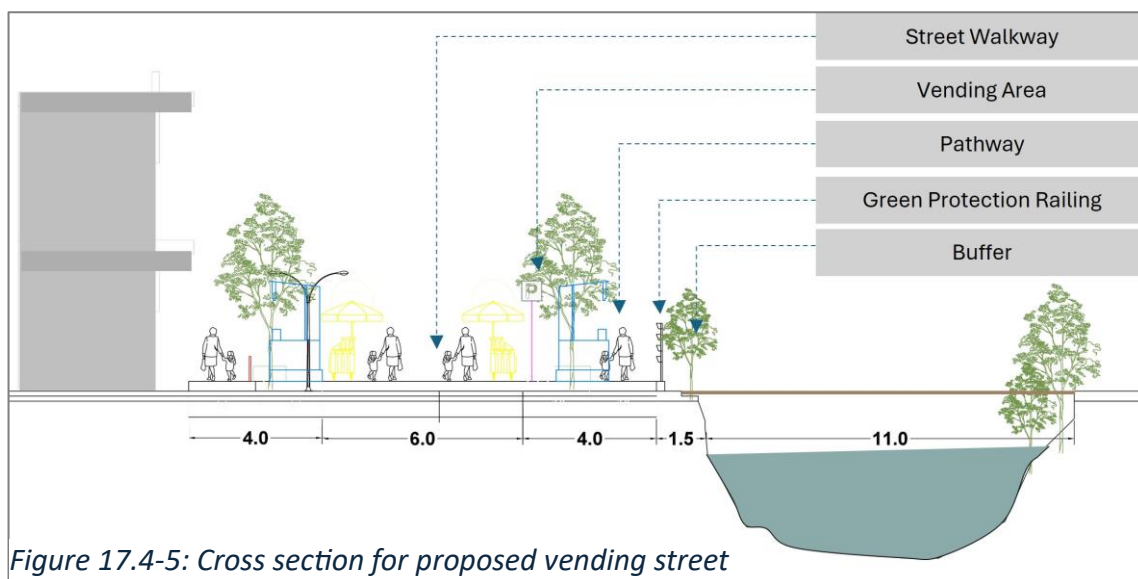 Street Walkway
Vending Area
Pathway
Green Protection Railing
Buffer
P
4.0 6.0 4.0 1.5 11.0
Figure 17.4-5: Cross section for proposed vending street